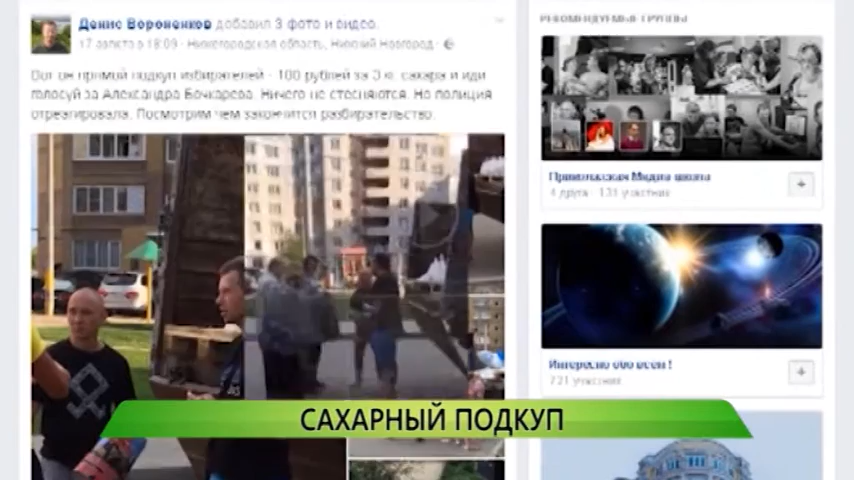 Денис Вороненков добавил 3 фото и видео.
17 августа в 18:09 · Нижегородская область, Нижний Новгород ·
Вот он прямой подкуп избирателей - 100 рублей за 3 кг. сахара и иди
голосуй за Александра Бочкарева. Ничего не стесняются. Но полиция
отреагировала. Посмотрим чем закончится разбирательство.
РЕКОМЕНДУЕМЫЕ ГРУППЫ
Приволжская Медиа школа
4 друга · 131 участник
Интересно обо всем !
721 участник
САХАРНЫЙ ПОДКУП